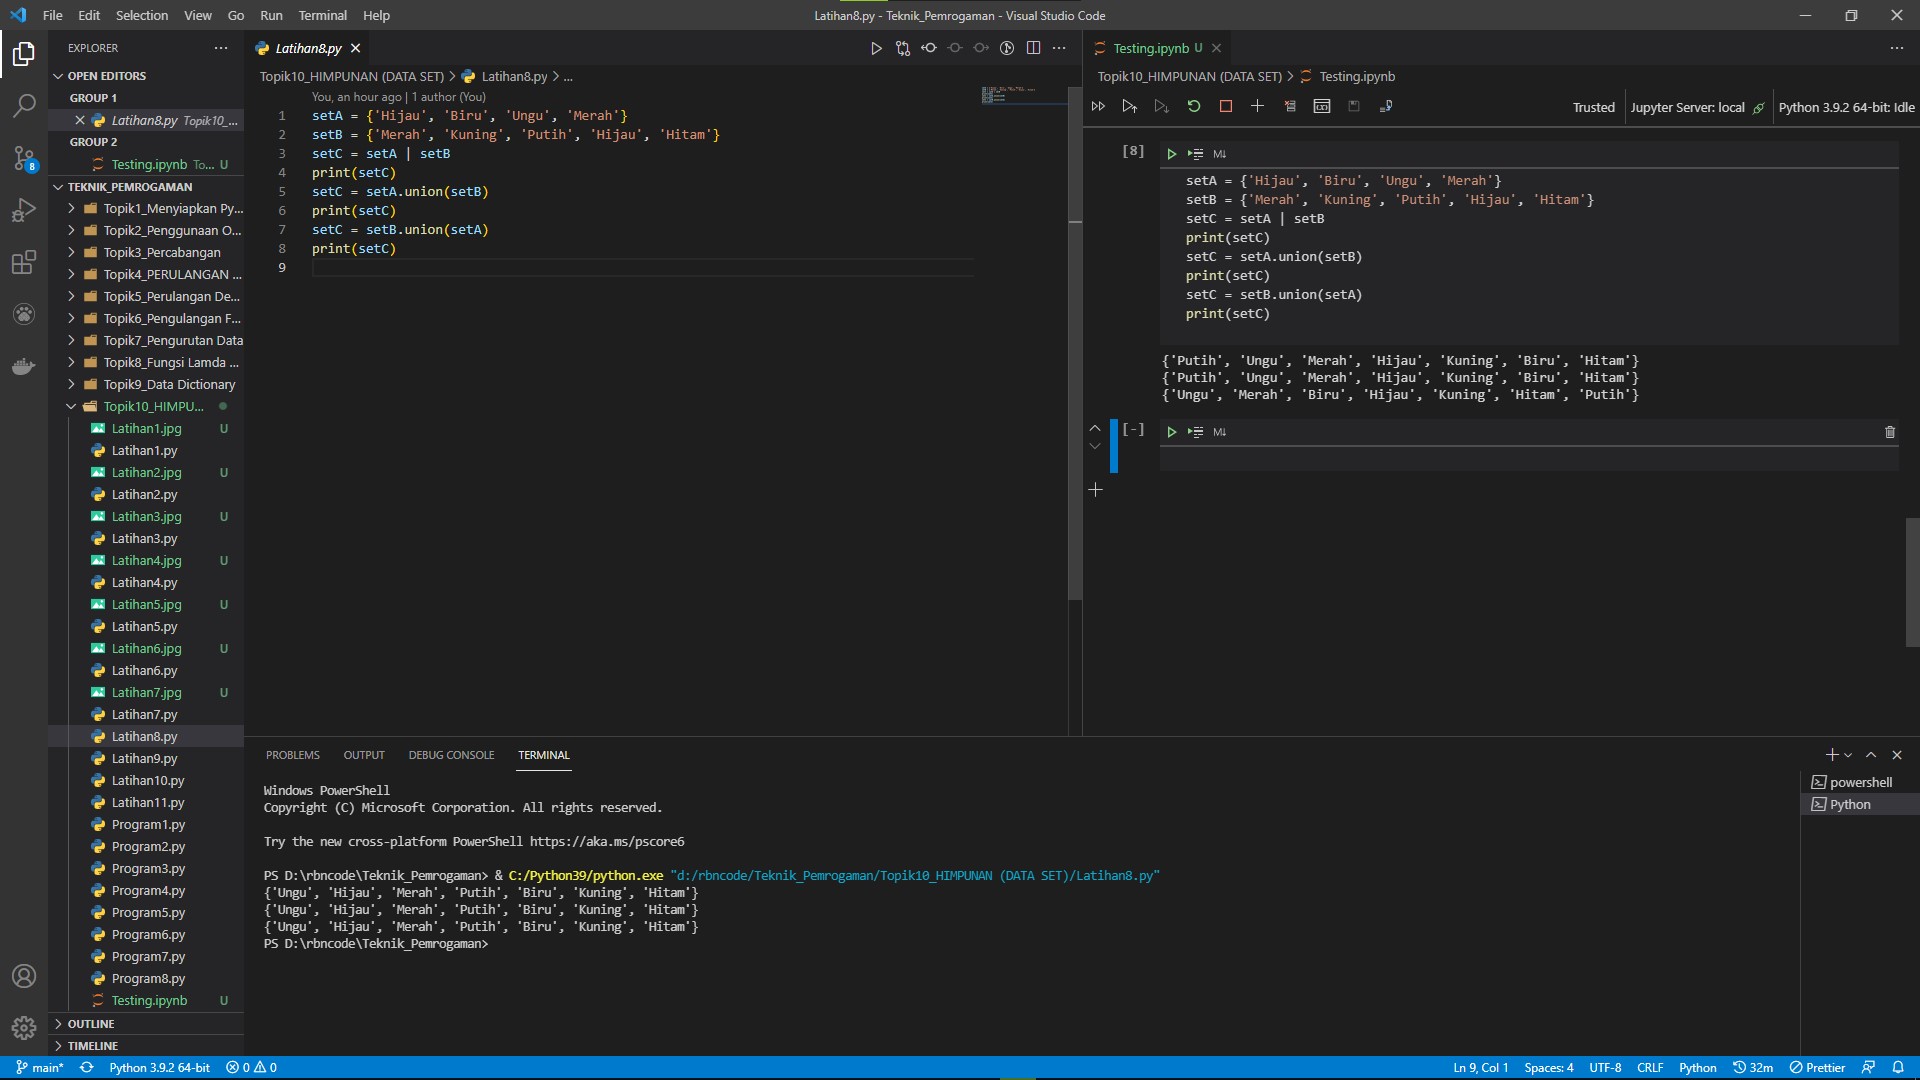 File Edit Selection View Go Run Terminal Help
Latihan8.py - Teknik_Pemrogaman - Visual Studio Code
EXPLORER
OPEN EDITORS
GROUP 1
Latihan8.py Topik10_...
GROUP 2
Testing.ipynb To... U
TEKNIK_PEMROGAMAN
Topik1_Menyiapkan Py...
Topik2_Penggunaan O...
Topik3_Percabangan
Topik4_PERULANGAN ...
Topik5_Perulangan De...
Topik6_Pengulangan F...
Topik7_Pengurutan Data
Topik8_Fungsi Lamda ...
Topik9_Data Dictionary
Topik10_HIMPU...
Latihan1.jpg U
Latihan1.py
Latihan2.jpg U
Latihan2.py
Latihan3.jpg U
Latihan3.py
Latihan4.jpg U
Latihan4.py
Latihan5.jpg U
Latihan5.py
Latihan6.jpg U
Latihan6.py
Latihan7.jpg U
Latihan7.py
Latihan8.py
Latihan9.py
Latihan10.py
Latihan11.py
Program1.py
Program2.py
Program3.py
Program4.py
Program5.py
Program6.py
Program7.py
Program8.py
Testing.ipynb U
OUTLINE
TIMELINE
8
Latihan8.py
Topik10_HIMPUNAN (DATA SET) > Latihan8.py > ...
You, an hour ago | 1 author (You)
1 setA = {'Hijau', 'Biru', 'Ungu', 'Merah'}
2 setB = {'Merah', 'Kuning', 'Putih', 'Hijau', 'Hitam'}
3 setC = setA | setB
4 print(setC)
5 setC = setA.union(setB)
6 print(setC)
7 setC = setB.union(setA)
8 print(setC)
9
Testing.ipynb U
Topik10_HIMPUNAN (DATA SET) > Testing.ipynb
Trusted Jupyter Server: local Python 3.9.2 64-bit: Idle
[8] M↓
setA = {'Hijau', 'Biru', 'Ungu', 'Merah'}
setB = {'Merah', 'Kuning', 'Putih', 'Hijau', 'Hitam'}
setC = setA | setB
print(setC)
setC = setA.union(setB)
print(setC)
setC = setB.union(setA)
print(setC)
{'Putih', 'Ungu', 'Merah', 'Hijau', 'Kuning', 'Biru', 'Hitam'}
{'Putih', 'Ungu', 'Merah', 'Hijau', 'Kuning', 'Biru', 'Hitam'}
{'Ungu', 'Merah', 'Biru', 'Hijau', 'Kuning', 'Hitam', 'Putih'}
[-] M↓
PROBLEMS OUTPUT DEBUG CONSOLE TERMINAL
Windows PowerShell
Copyright (C) Microsoft Corporation. All rights reserved.
Try the new cross-platform PowerShell https://aka.ms/pscore6
PS D:\rbncode\Teknik_Pemrogaman> & C:/Python39/python.exe "d:/rbncode/Teknik_Pemrogaman/Topik10_HIMPUNAN (DATA SET)/Latihan8.py"
{'Ungu', 'Hijau', 'Merah', 'Putih', 'Biru', 'Kuning', 'Hitam'}
{'Ungu', 'Hijau', 'Merah', 'Putih', 'Biru', 'Kuning', 'Hitam'}
{'Ungu', 'Hijau', 'Merah', 'Putih', 'Biru', 'Kuning', 'Hitam'}
PS D:\rbncode\Teknik_Pemrogaman>
powershell
Python
main* Python 3.9.2 64-bit 0 0
Ln 9, Col 1 Spaces: 4 UTF-8 CRLF Python 32m Prettier